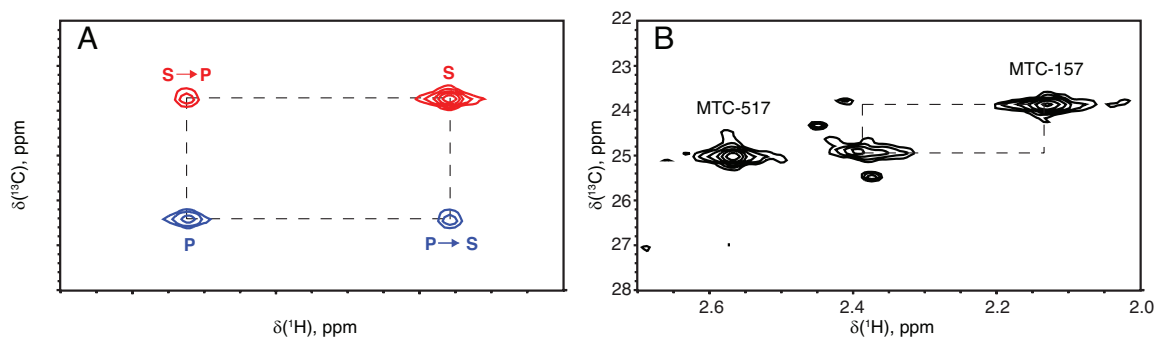 A
S → P
S
P
P → S
δ(¹³C), ppm
δ(¹H), ppm
B
MTC-157
MTC-517
22
23
24
25
26
27
28
δ(¹³C), ppm
2.6
2.4
2.2
2.0
δ(¹H), ppm